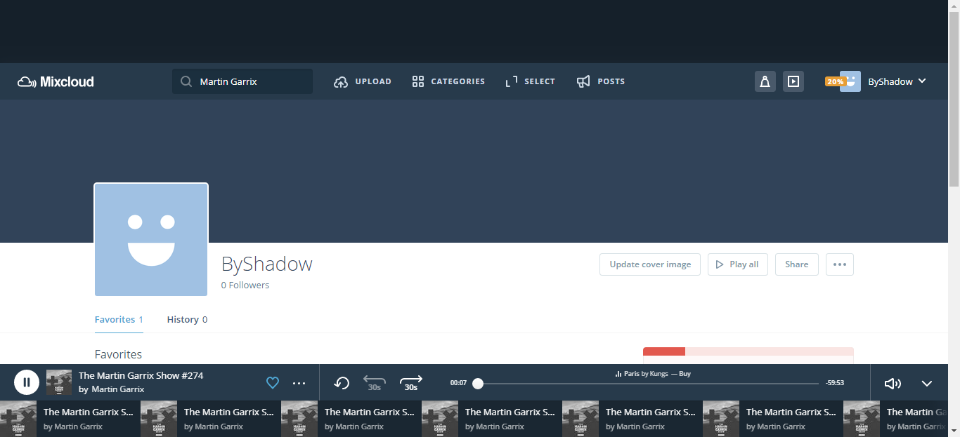 Mixcloud
Martin Garrix
UPLOAD
CATEGORIES
SELECT
POSTS
20%
ByShadow
ByShadow
0 Followers
Update cover image
Play all
Share
Favorites 1
History 0
Favorites
The Martin Garrix Show #274
by Martin Garrix
30s
30s
00:07
Paris by Kungs — Buy
-59:53
The Martin Garrix S...
by Martin Garrix
The Martin Garrix S...
by Martin Garrix
The Martin Garrix S...
by Martin Garrix
The Martin Garrix S...
by Martin Garrix
The Martin Garrix S...
by Martin Garrix
The Martin Garrix S...
by Martin Garrix
The Martin G
by Martin Garrix